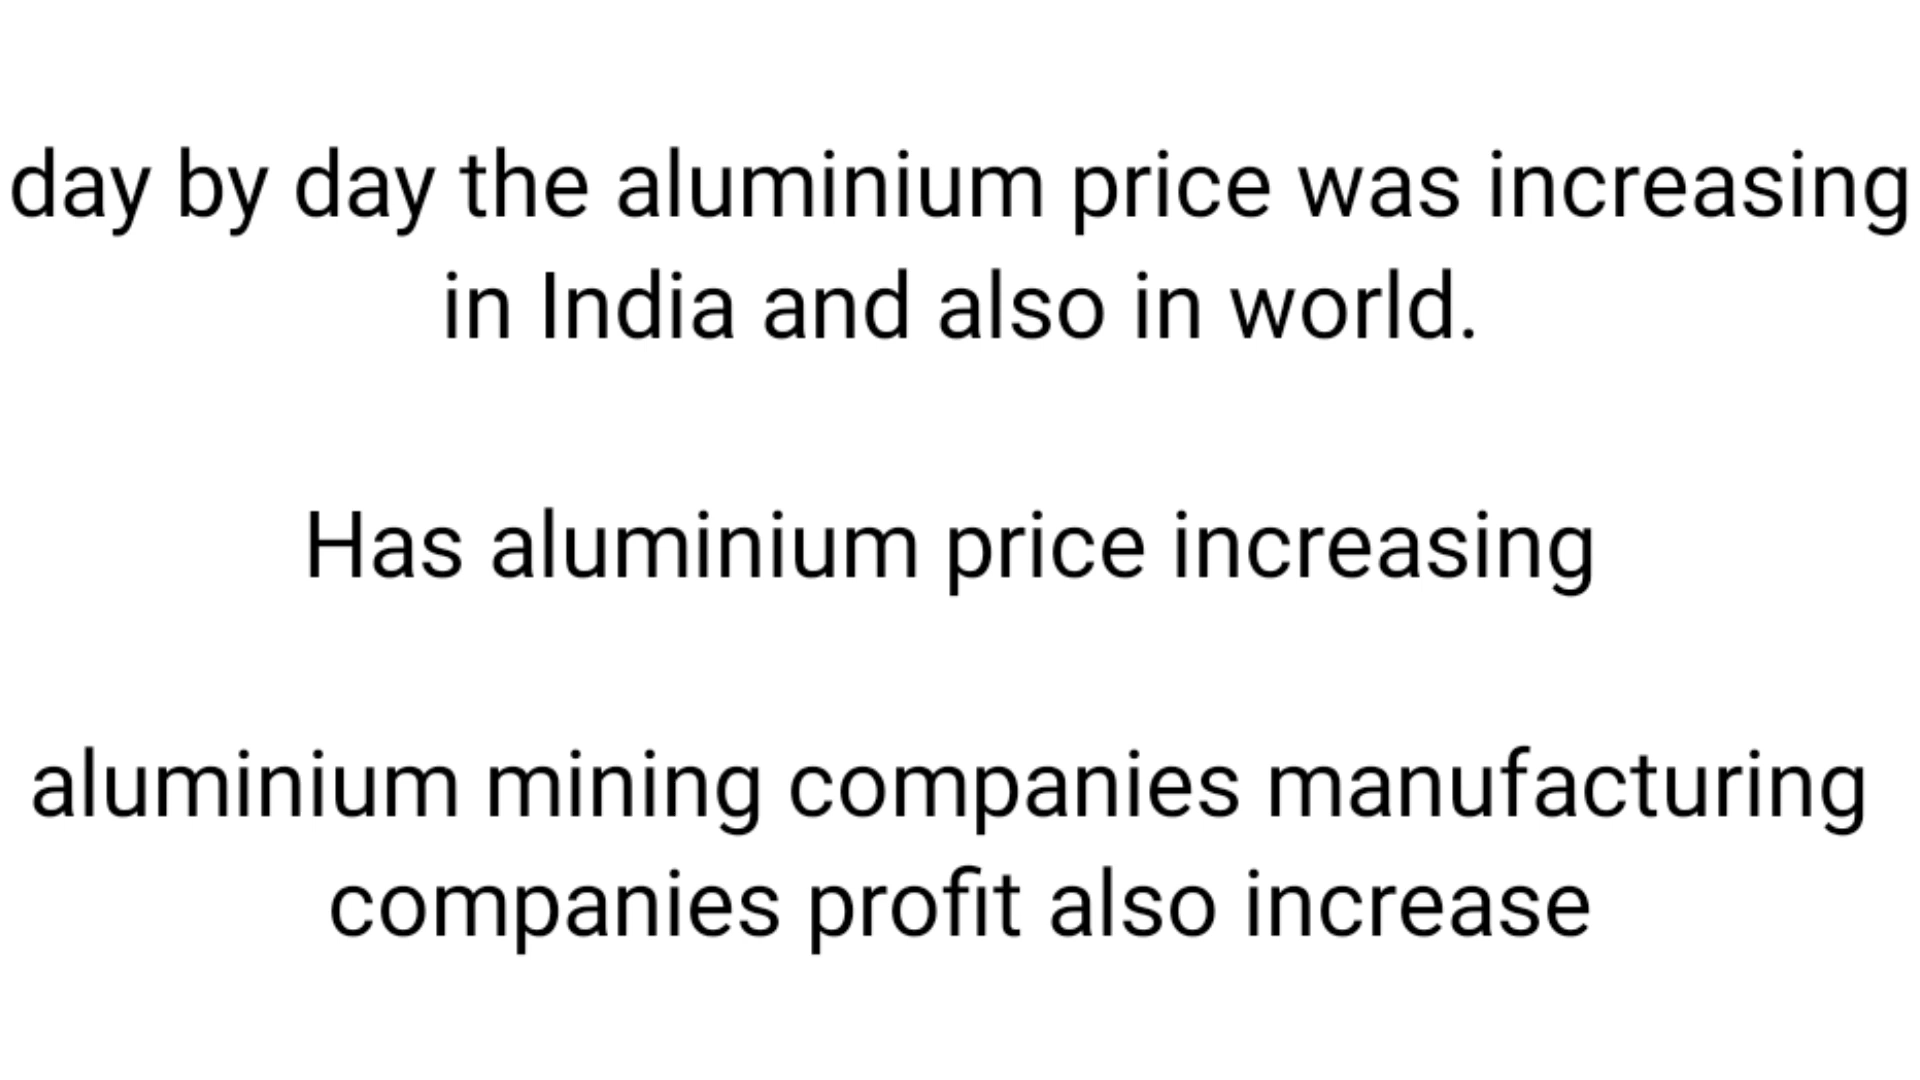 day by day the aluminium price was increasing
in India and also in world.
Has aluminium price increasing
aluminium mining companies manufacturing
companies profit also increase